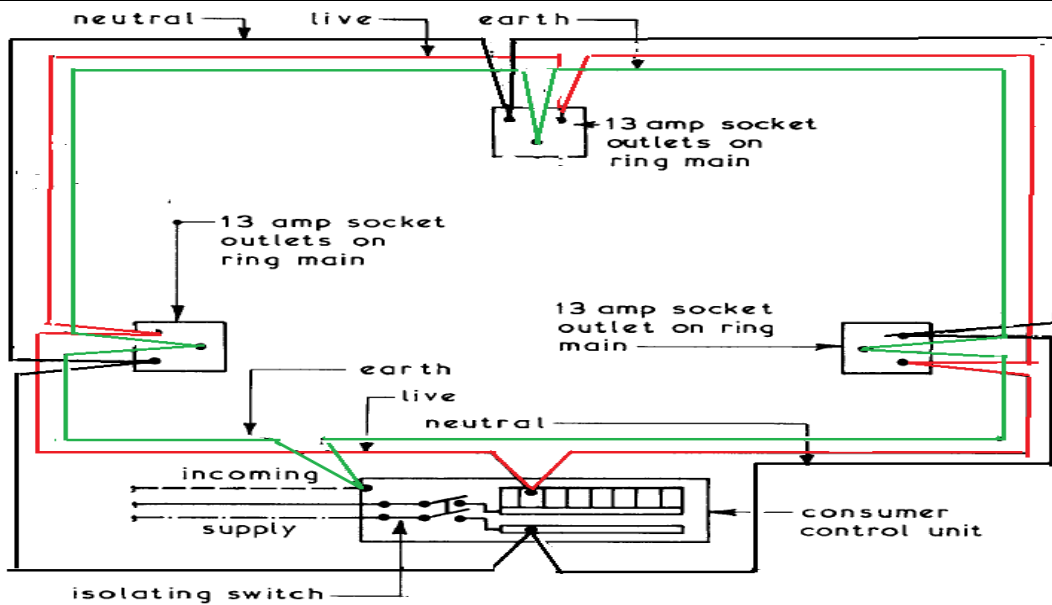 neutral
live
earth
13 amp socket
outlets on
ring main
13 amp socket
outlets on
ring main
13 amp socket
outlet on ring
main
earth
live
neutral
incoming
supply
consumer
control unit
isolating switch